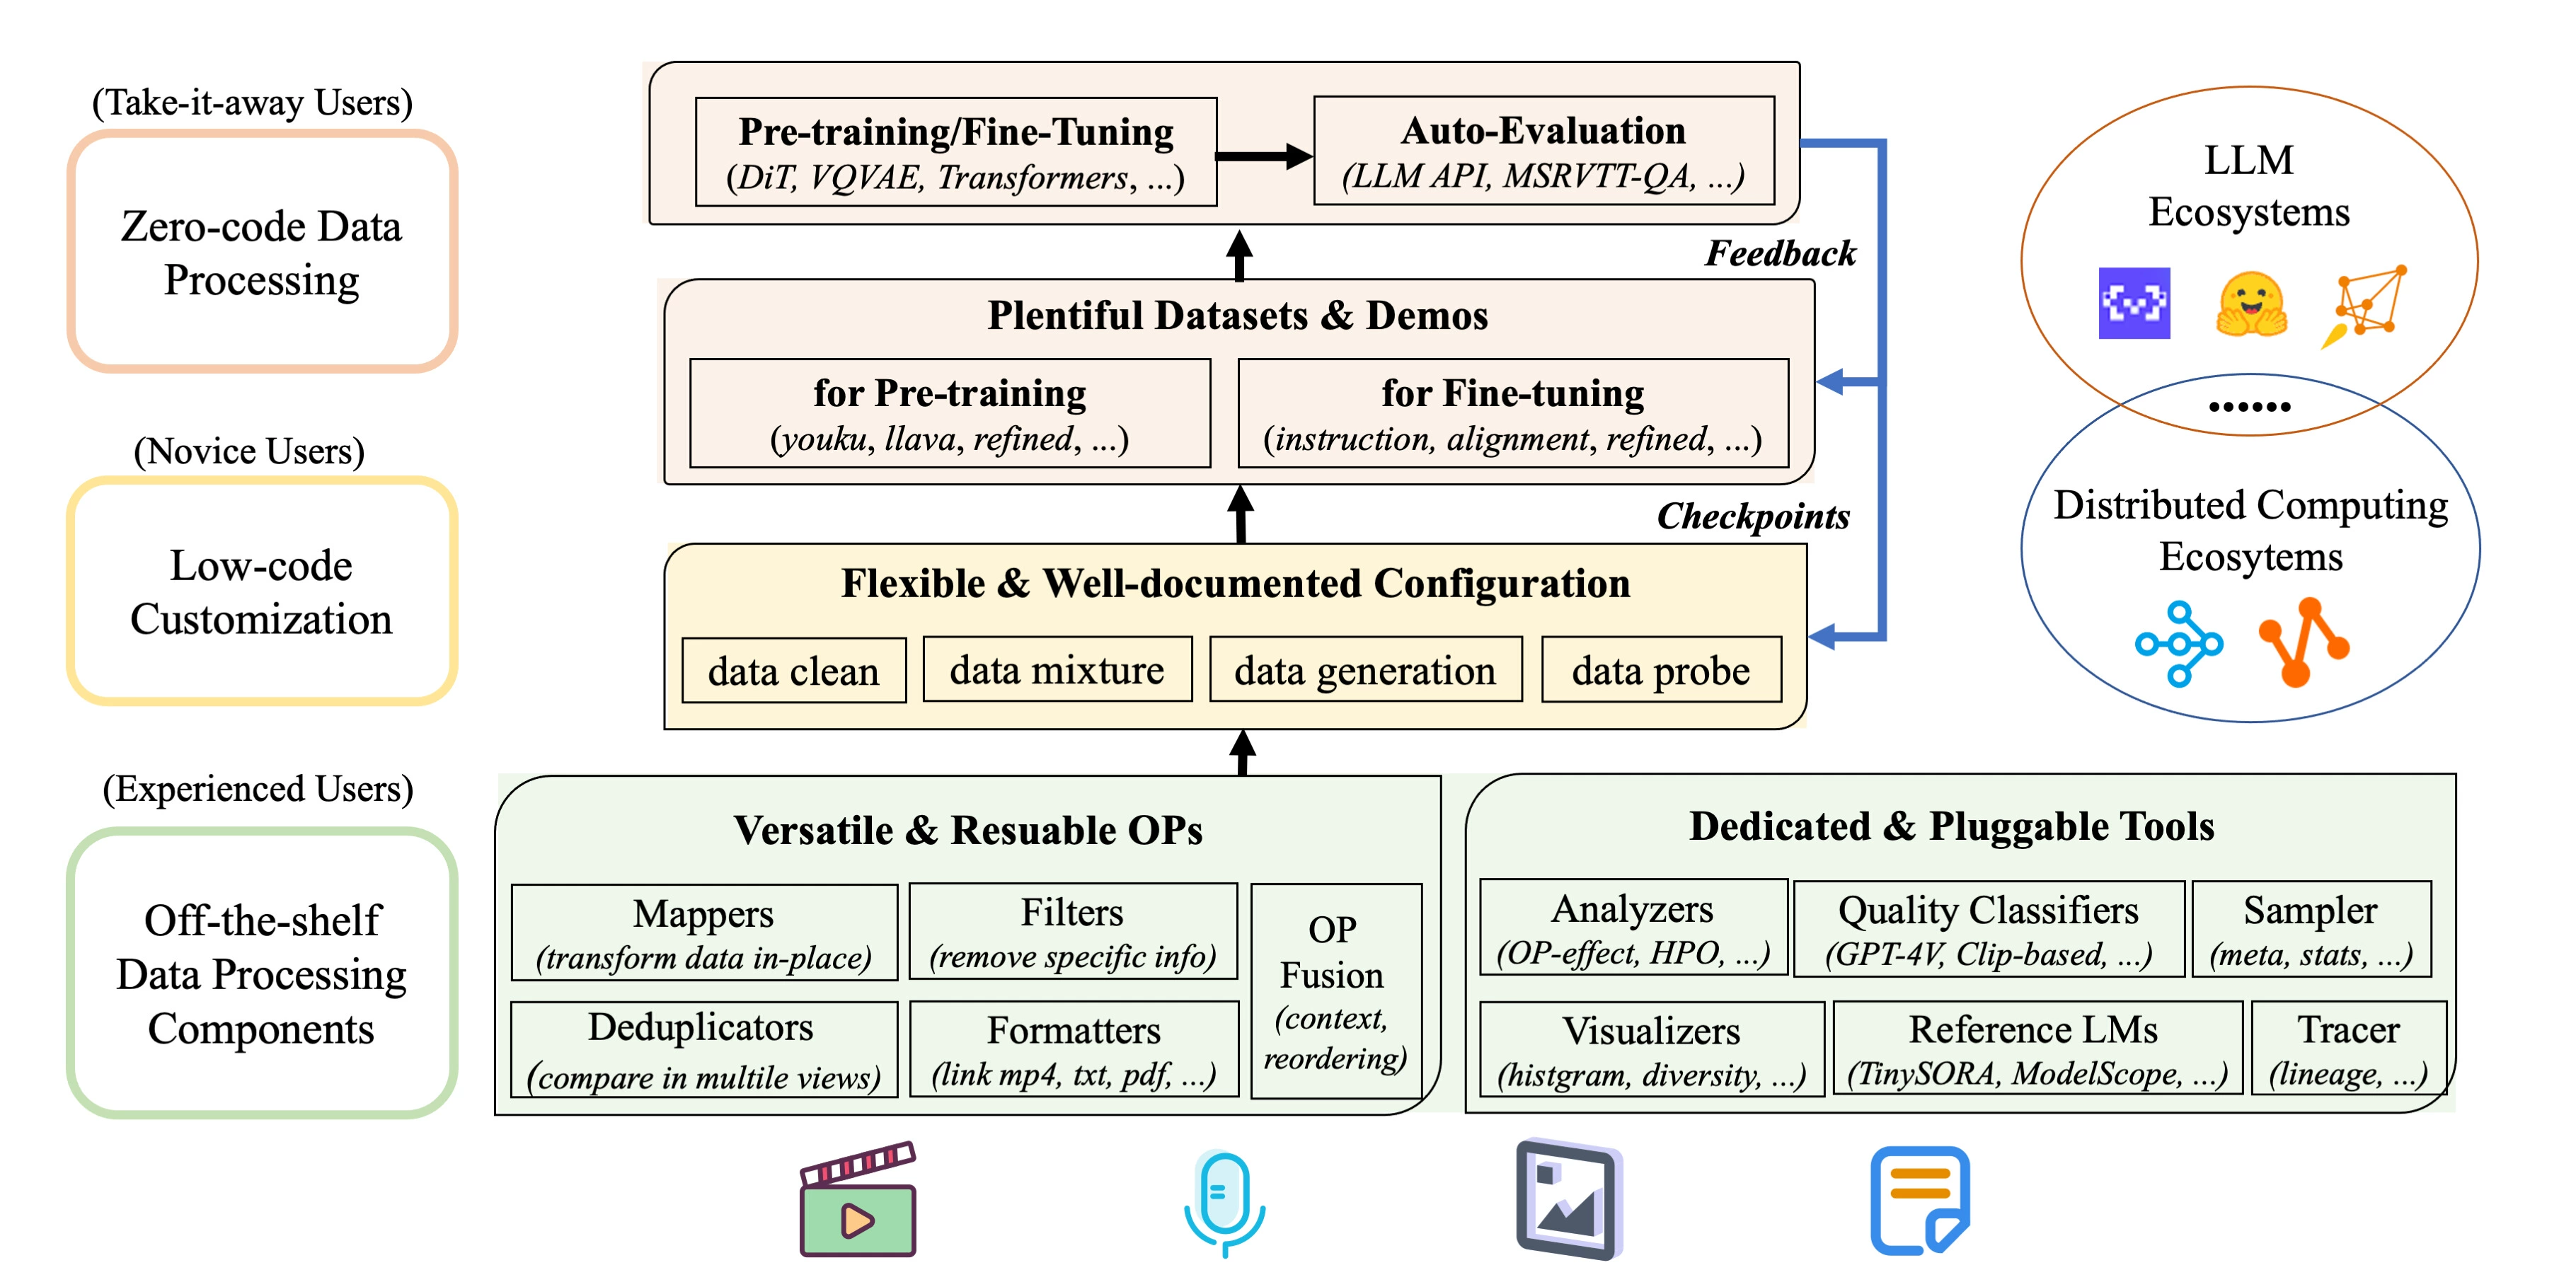 (Take-it-away Users)
Zero-code Data
Processing
(Novice Users)
Low-code
Customization
(Experienced Users)
Off-the-shelf
Data Processing
Components
Pre-training/Fine-Tuning
(DiT, VQVAE, Transformers, ...)
Auto-Evaluation
(LLM API, MSRVTT-QA, ...)
Feedback
Plentiful Datasets & Demos
for Pre-training
(youku, llava, refined, ...)
for Fine-tuning
(instruction, alignment, refined, ...)
Checkpoints
Flexible & Well-documented Configuration
data clean
data mixture
data generation
data probe
Versatile & Resuable OPs
Mappers
(transform data in-place)
Filters
(remove specific info)
Deduplicators
(compare in multile views)
Formatters
(link mp4, txt, pdf, ...)
OP
Fusion
(context,
reordering)
Dedicated & Pluggable Tools
Analyzers
(OP-effect, HPO, ...)
Quality Classifiers
(GPT-4V, Clip-based, ...)
Sampler
(meta, stats, ...)
Visualizers
(histgram, diversity, ...)
Reference LMs
(TinySORA, ModelScope, ...)
Tracer
(lineage, ...)
LLM
Ecosystems
......
Distributed Computing
Ecosytems